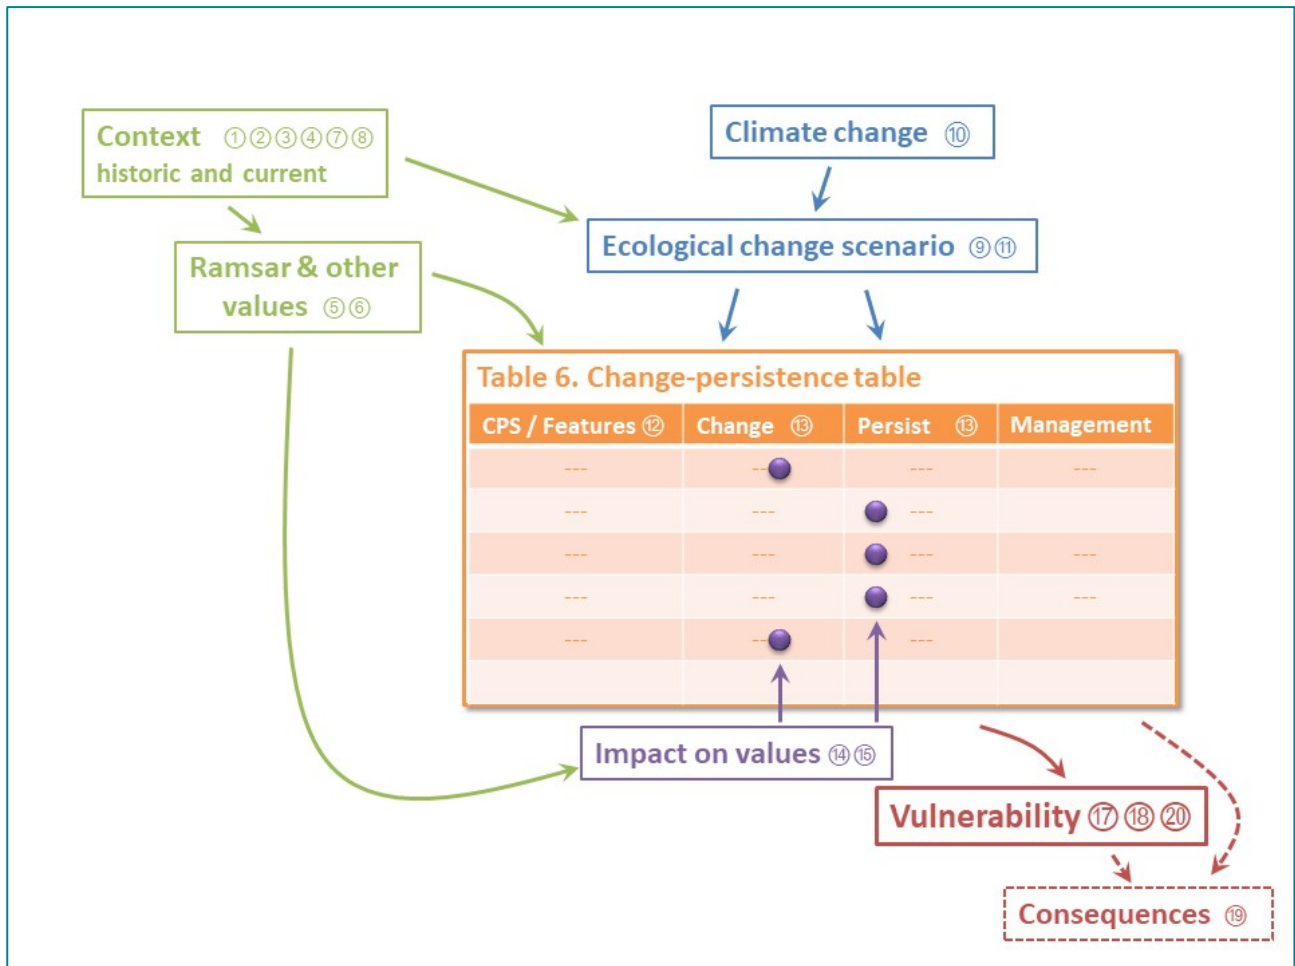 Context ①②③④⑦⑧
historic and current
Climate change ⑩
Ecological change scenario ⑨⑪
Ramsar & other
values ⑤⑥
Table 6. Change-persistence table
CPS / Features ⑫ Change ⑬ Persist ⑬ Management
--- --- --- ---
--- --- ---
--- --- --- ---
--- --- --- ---
--- --- ---
Impact on values ⑭⑮
Vulnerability ⑰⑱⑳
Consequences ⑲